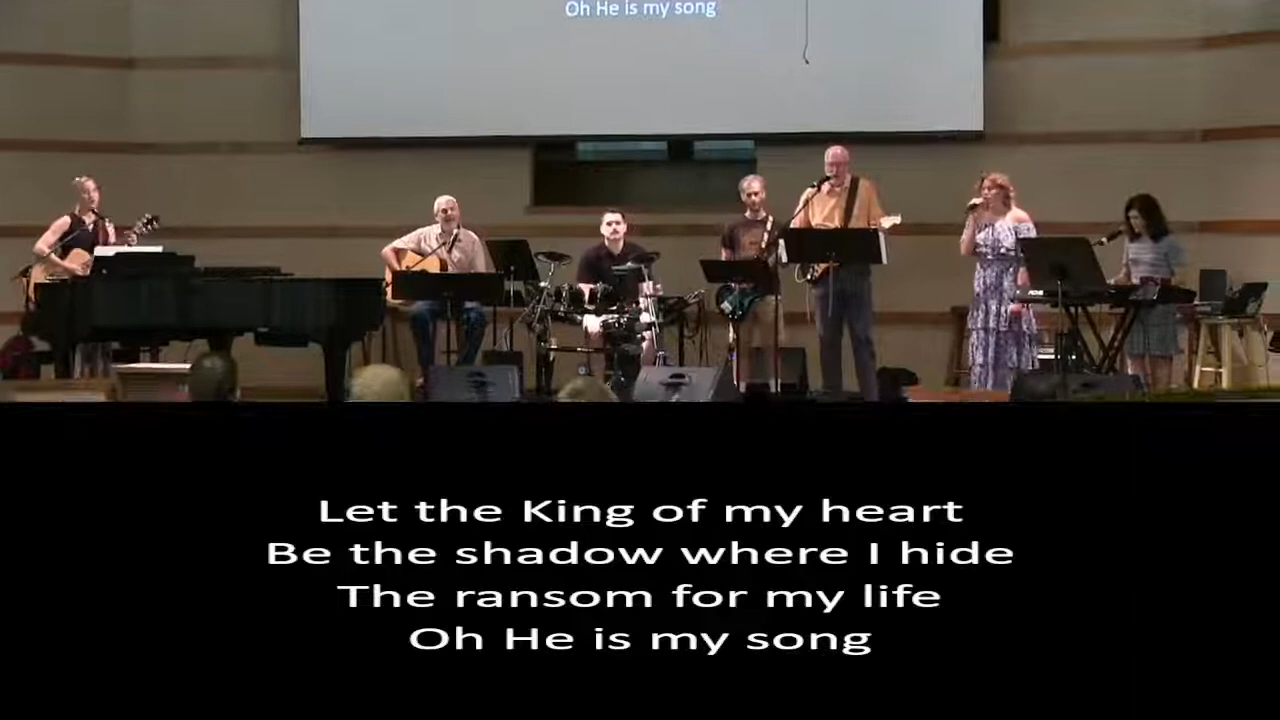 Oh He is my song
Let the King of my heart
Be the shadow where I hide
The ransom for my life
Oh He is my song